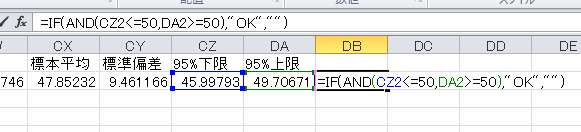 =IF(AND(CZ2<=50,DA2>=50),“OK“,““)
CX CY CZ DA DB DC DD DE
標本平均 標準偏差 95%下限 95%上限
746 47.85232 9.461166 45.99793 49.70671 =IF(AND(CZ2<=50,DA2>=50),“OK“,““)